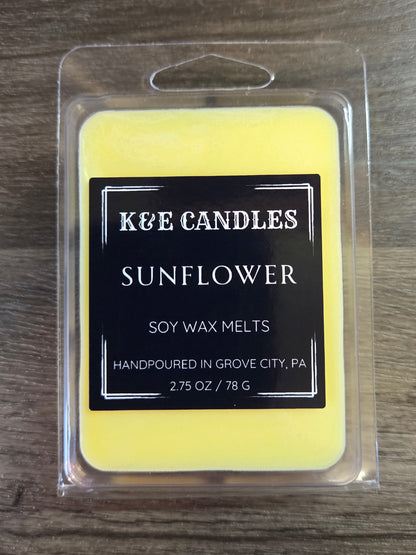 K&E CANDLES
SUNFLOWER
SOY WAX MELTS
HANDPOURED IN GROVE CITY, PA
2.75 OZ / 78 G